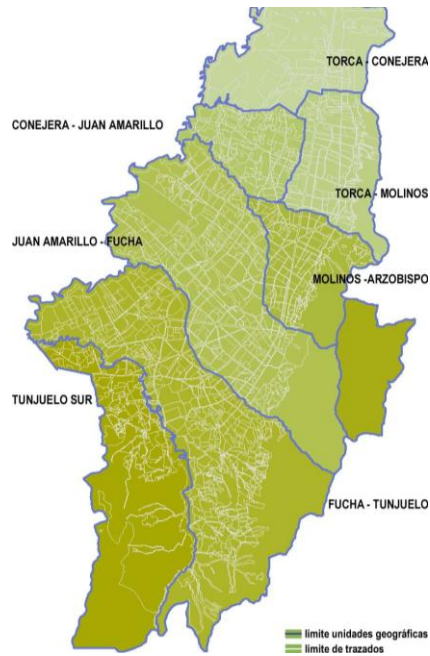 TORCA - CONEJERA
CONEJERA - JUAN AMARILLO
TORCA - MOLINOS
JUAN AMARILLO - FUCHA
MOLINOS -ARZOBISPO
TUNJUELO SUR
FUCHA - TUNJUELO
limite unidades geográficas
limite de trazados